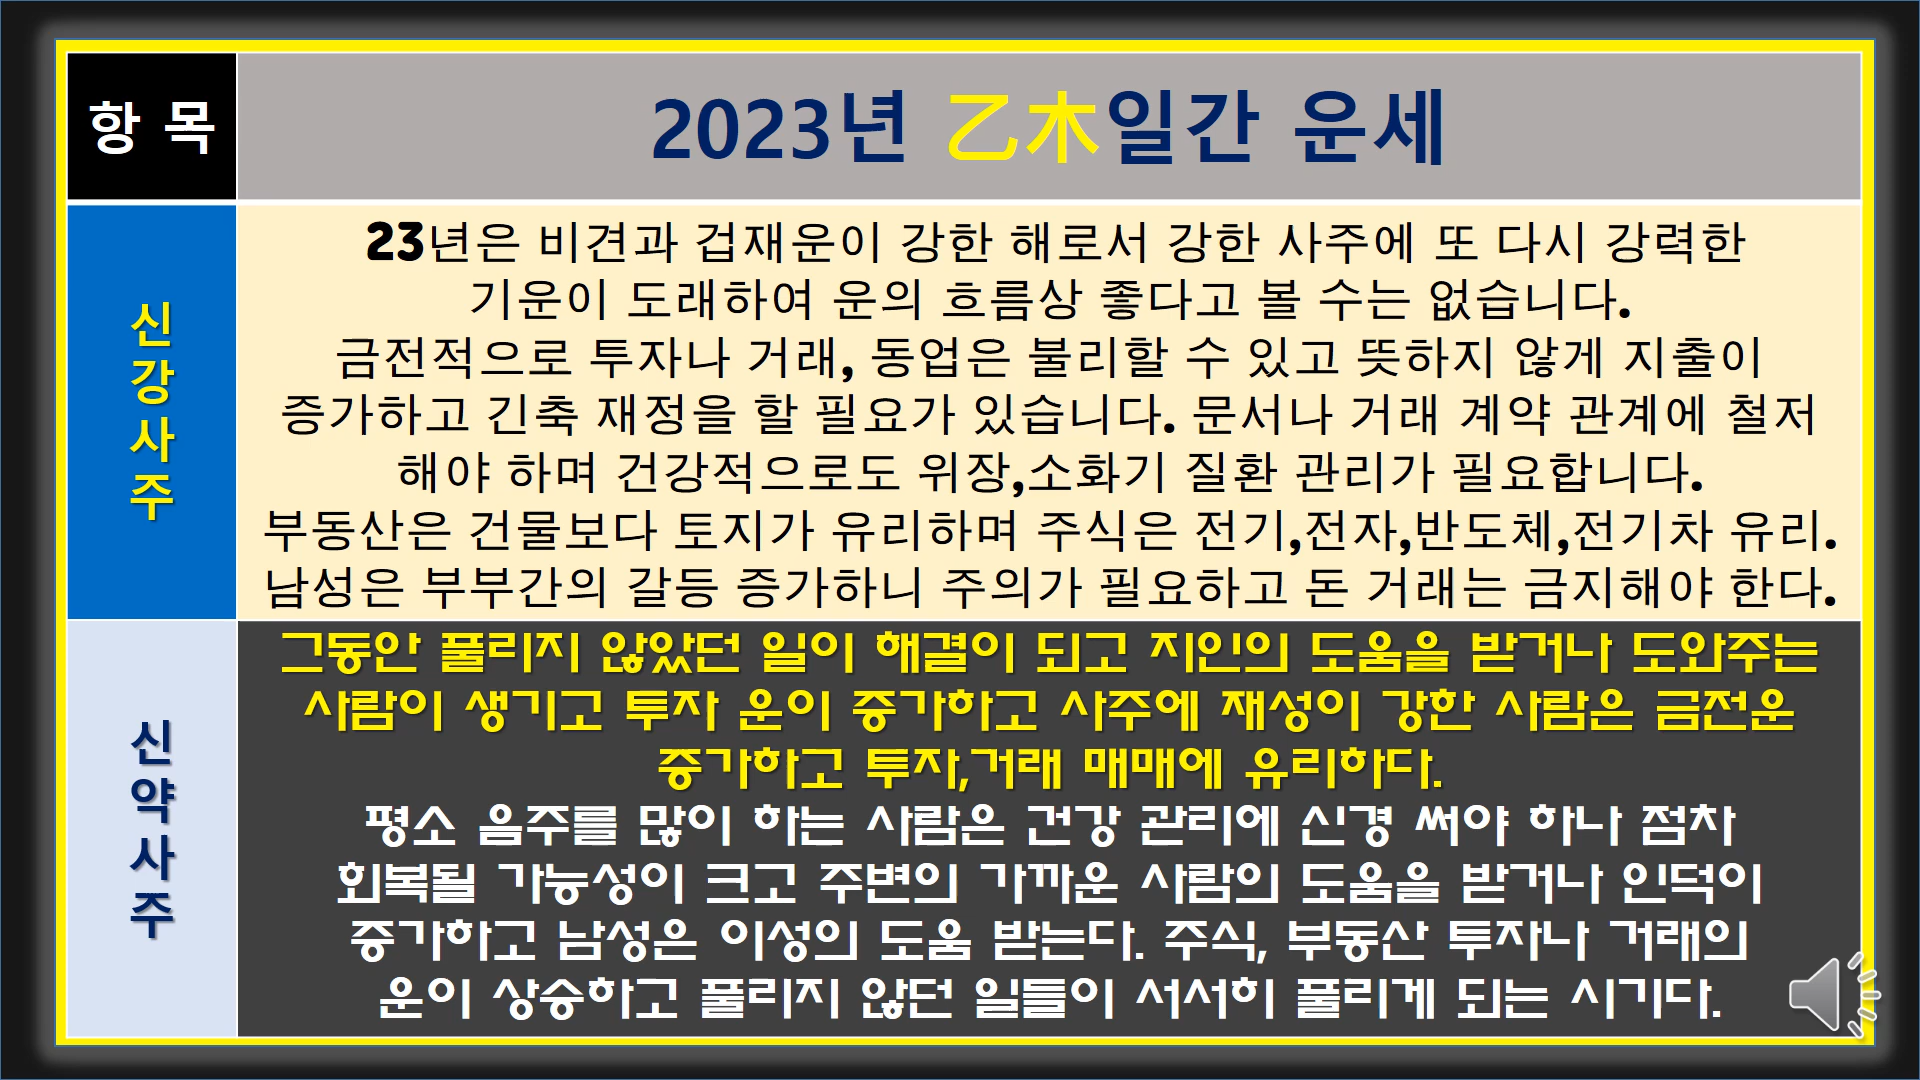 항 목
2023년 乙木일간 운세
신강사주
23년은 비견과 겁재운이 강한 해로서 강한 사주에 또 다시 강력한
기운이 도래하여 운의 흐름상 좋다고 볼 수는 없습니다.
금전적으로 투자나 거래, 동업은 불리할 수 있고 뜻하지 않게 지출이
증가하고 긴축 재정을 할 필요가 있습니다. 문서나 거래 계약 관계에 철저
해야 하며 건강적으로도 위장,소화기 질환 관리가 필요합니다.
부동산은 건물보다 토지가 유리하며 주식은 전기,전자,반도체,전기차 유리.
남성은 부부간의 갈등 증가하니 주의가 필요하고 돈 거래는 금지해야 한다.
신약사주
그동안 풀리지 않았던 일이 해결이 되고 지인의 도움을 받거나 도와주는
사람이 생기고 투자 운이 증가하고 사주에 재성이 강한 사람은 금전운
증가하고 투자,거래 매매에 유리하다.
평소 음주를 많이 하는 사람은 건강 관리에 신경 써야 하나 점차
회복될 가능성이 크고 주변의 가까운 사람의 도움을 받거나 인덕이
증가하고 남성은 이성의 도움 받는다. 주식, 부동산 투자나 거래의
운이 상승하고 풀리지 않던 일들이 서서히 풀리게 되는 시기다.